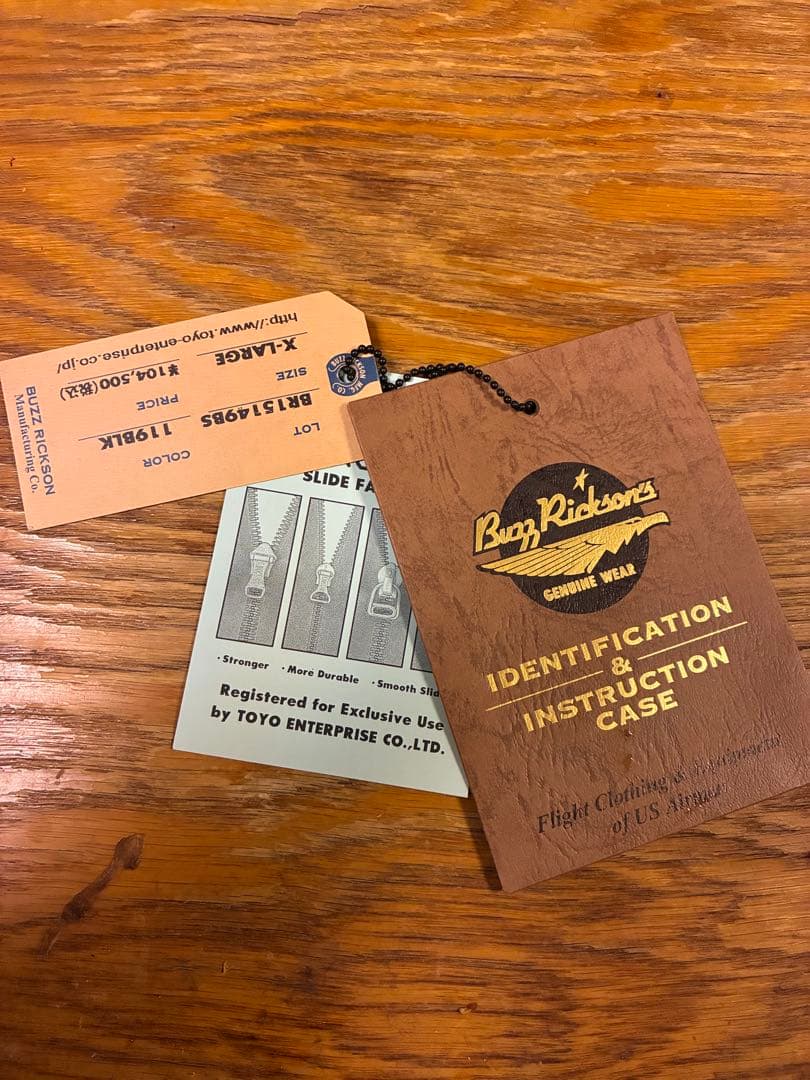 BUZZ RICKSON
Manufacturing Co.
LOT
BR15149BS
COLOR
119BLK
SIZE
X-LARGE
PRICE
¥104,500(税込)
http://www.toyo-enterprise.co.jp/
SLIDE FA
· Stronger · More Durable · Smooth Slid
Registered for Exclusive Use
by TOYO ENTERPRISE CO.,LTD.
Buzz Rickson's
GENUINE WEAR
IDENTIFICATION
&
INSTRUCTION
CASE
Flight Clothing &
of US Airmen